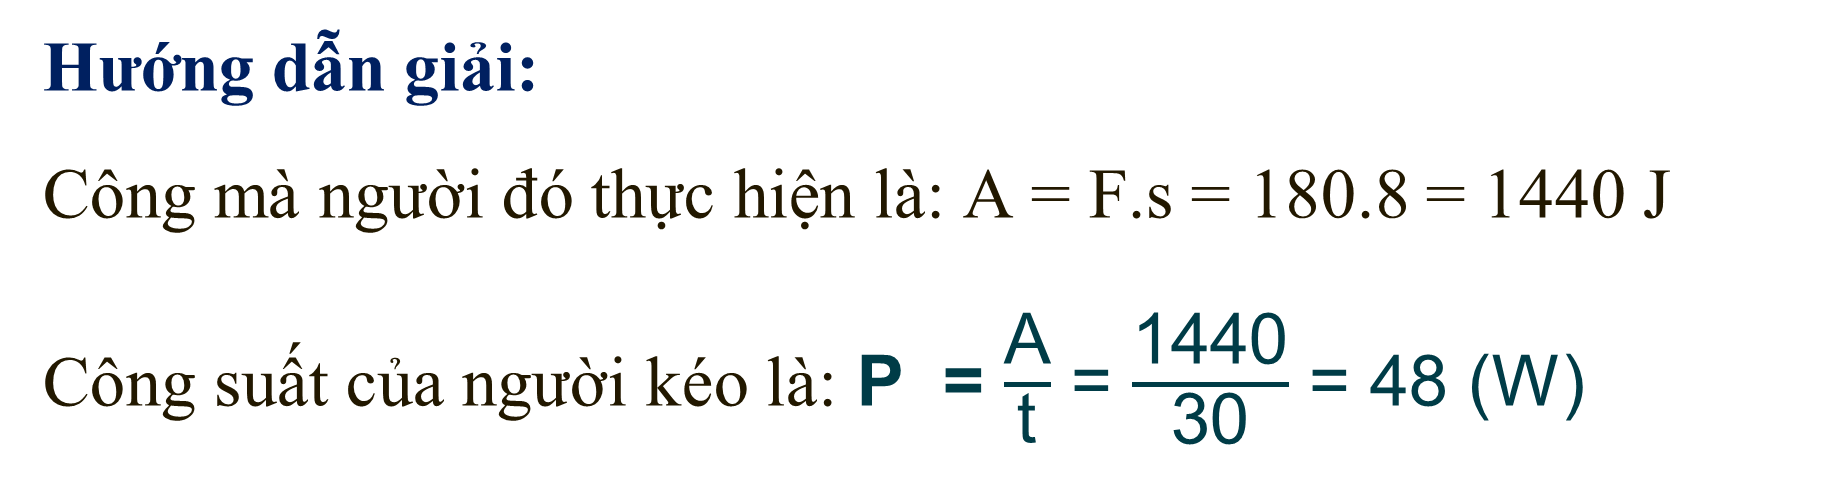 Hướng dẫn giải:
Công mà người đó thực hiện là: A = F.s = 180.8 = 1440 J
Công suất của người kéo là: P = A/t = 1440/30 = 48 (W)